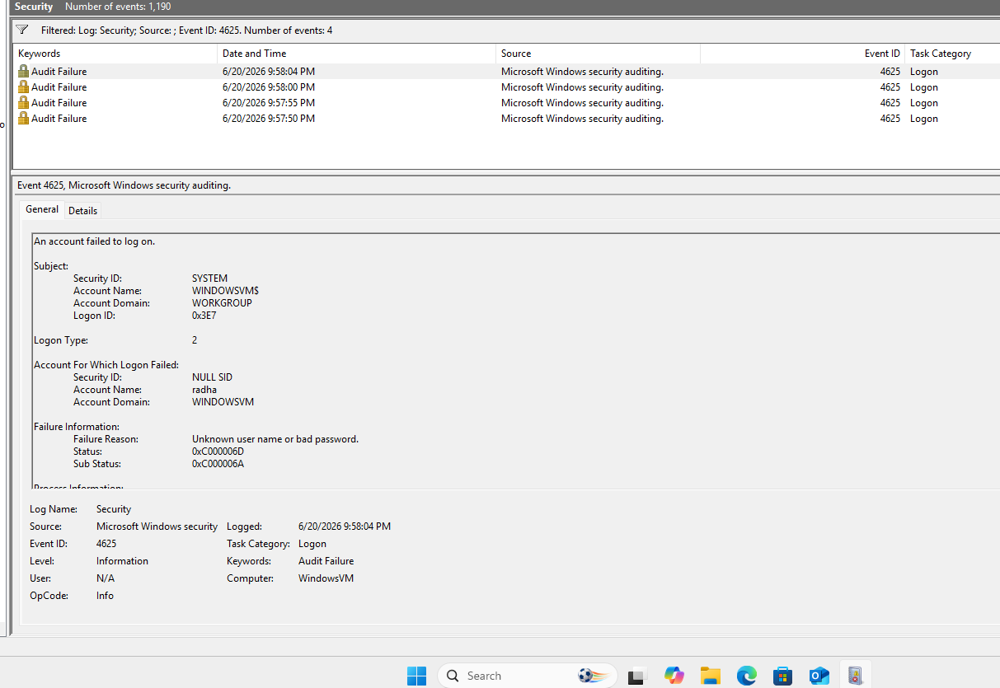 Security Number of events: 1,190
Filtered: Log: Security; Source: ; Event ID: 4625. Number of events: 4
Keywords Date and Time Source Event ID Task Category
Audit Failure 6/20/2026 9:58:04 PM Microsoft Windows security auditing. 4625 Logon
Audit Failure 6/20/2026 9:58:00 PM Microsoft Windows security auditing. 4625 Logon
Audit Failure 6/20/2026 9:57:55 PM Microsoft Windows security auditing. 4625 Logon
Audit Failure 6/20/2026 9:57:50 PM Microsoft Windows security auditing. 4625 Logon
Event 4625, Microsoft Windows security auditing.
General Details
An account failed to log on.
Subject:
Security ID: SYSTEM
Account Name: WINDOWSVM$
Account Domain: WORKGROUP
Logon ID: 0x3E7
Logon Type: 2
Account For Which Logon Failed:
Security ID: NULL SID
Account Name: radha
Account Domain: WINDOWSVM
Failure Information:
Failure Reason: Unknown user name or bad password.
Status: 0xC000006D
Sub Status: 0xC000006A
Process Information:
Log Name: Security
Source: Microsoft Windows security Logged: 6/20/2026 9:58:04 PM
Event ID: 4625 Task Category: Logon
Level: Information Keywords: Audit Failure
User: N/A Computer: WindowsVM
OpCode: Info
Search